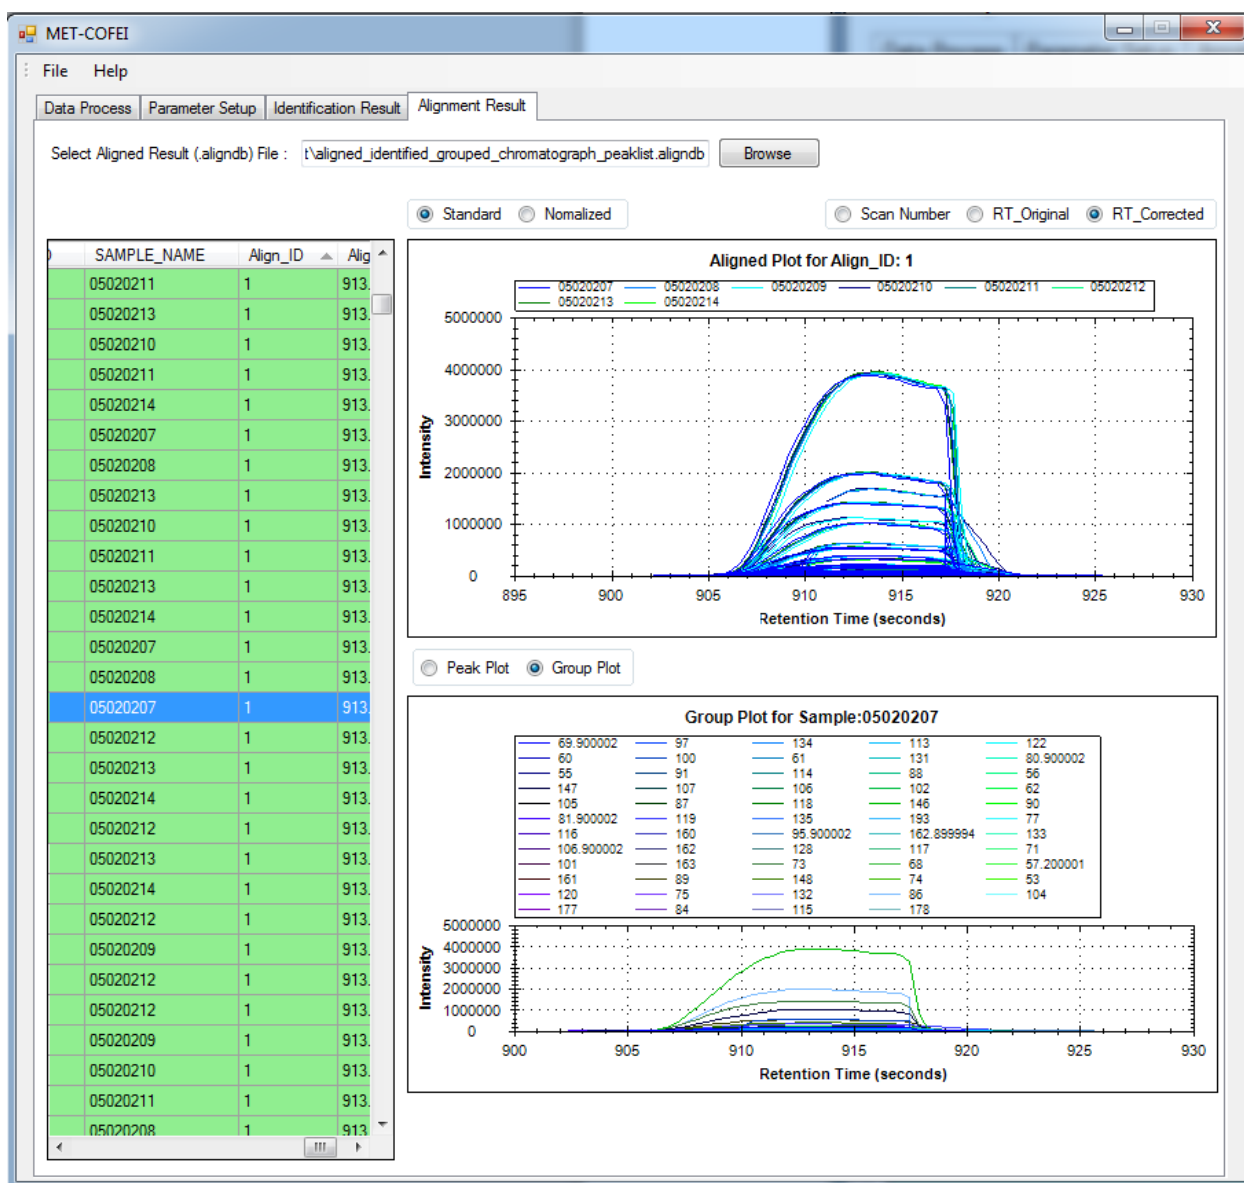 MET-COFEI
File Help
Data Process Parameter Setup Identification Result Alignment Result
Select Aligned Result (.aligndb) File : t\aligned_identified_grouped_chromatograph_peaklist.aligndb Browse
Standard Nomalized Scan Number RT_Original RT_Corrected
SAMPLE_NAME Align_ID Alig
05020211 1 913.
05020213 1 913.
05020210 1 913.
05020211 1 913.
05020214 1 913.
05020207 1 913.
05020208 1 913.
05020213 1 913.
05020210 1 913.
05020211 1 913.
05020213 1 913.
05020214 1 913.
05020207 1 913.
05020208 1 913.
05020207 1 913.
05020212 1 913.
05020213 1 913.
05020214 1 913.
05020212 1 913.
05020213 1 913.
05020214 1 913.
05020212 1 913.
05020209 1 913.
05020212 1 913.
05020212 1 913.
05020209 1 913.
05020210 1 913.
05020211 1 913.
05020208 1 913
Aligned Plot for Align_ID: 1
05020207 05020208 05020209 05020210 05020211 05020212
05020213 05020214
5000000
4000000
3000000
2000000
1000000
0
Intensity
895 900 905 910 915 920 925 930
Retention Time (seconds)
Peak Plot Group Plot
Group Plot for Sample:05020207
69.900002 97 134 113 122
60 100 61 131 80.900002
55 91 114 88 56
147 107 106 102 62
105 87 118 146 90
81.900002 119 135 193 77
116 160 95.900002 162.899994 133
106.900002 162 128 117 71
101 163 73 68 57.200001
161 89 148 74 53
120 75 132 86 104
177 84 115 178
5000000
4000000
3000000
2000000
1000000
0
Intensity
900 905 910 915 920 925 930
Retention Time (seconds)